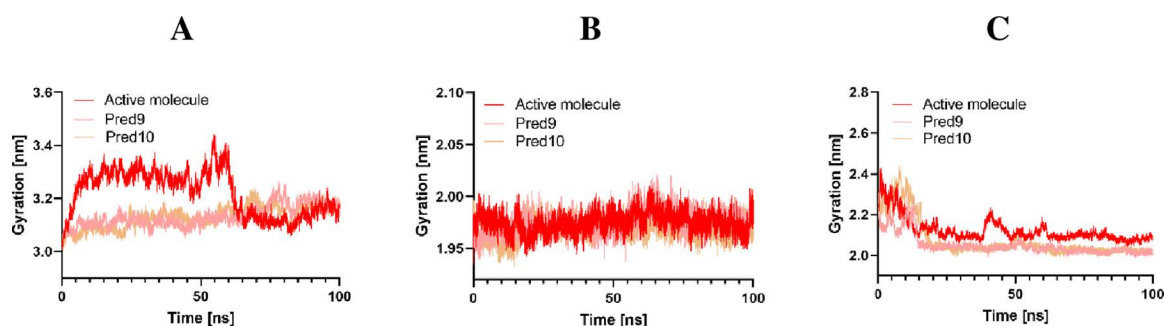 A
3.6
3.4
3.2
3.0
Gyration [nm]
Active molecule
Pred9
Pred10
0
50
100
Time [ns]
B
2.10
2.05
2.00
1.95
Gyration [nm]
Active molecule
Pred9
Pred10
0
50
100
Time [ns]
C
2.8
2.6
2.4
2.2
2.0
Gyration [nm]
Active molecule
Pred9
Pred10
0
50
100
Time [ns]